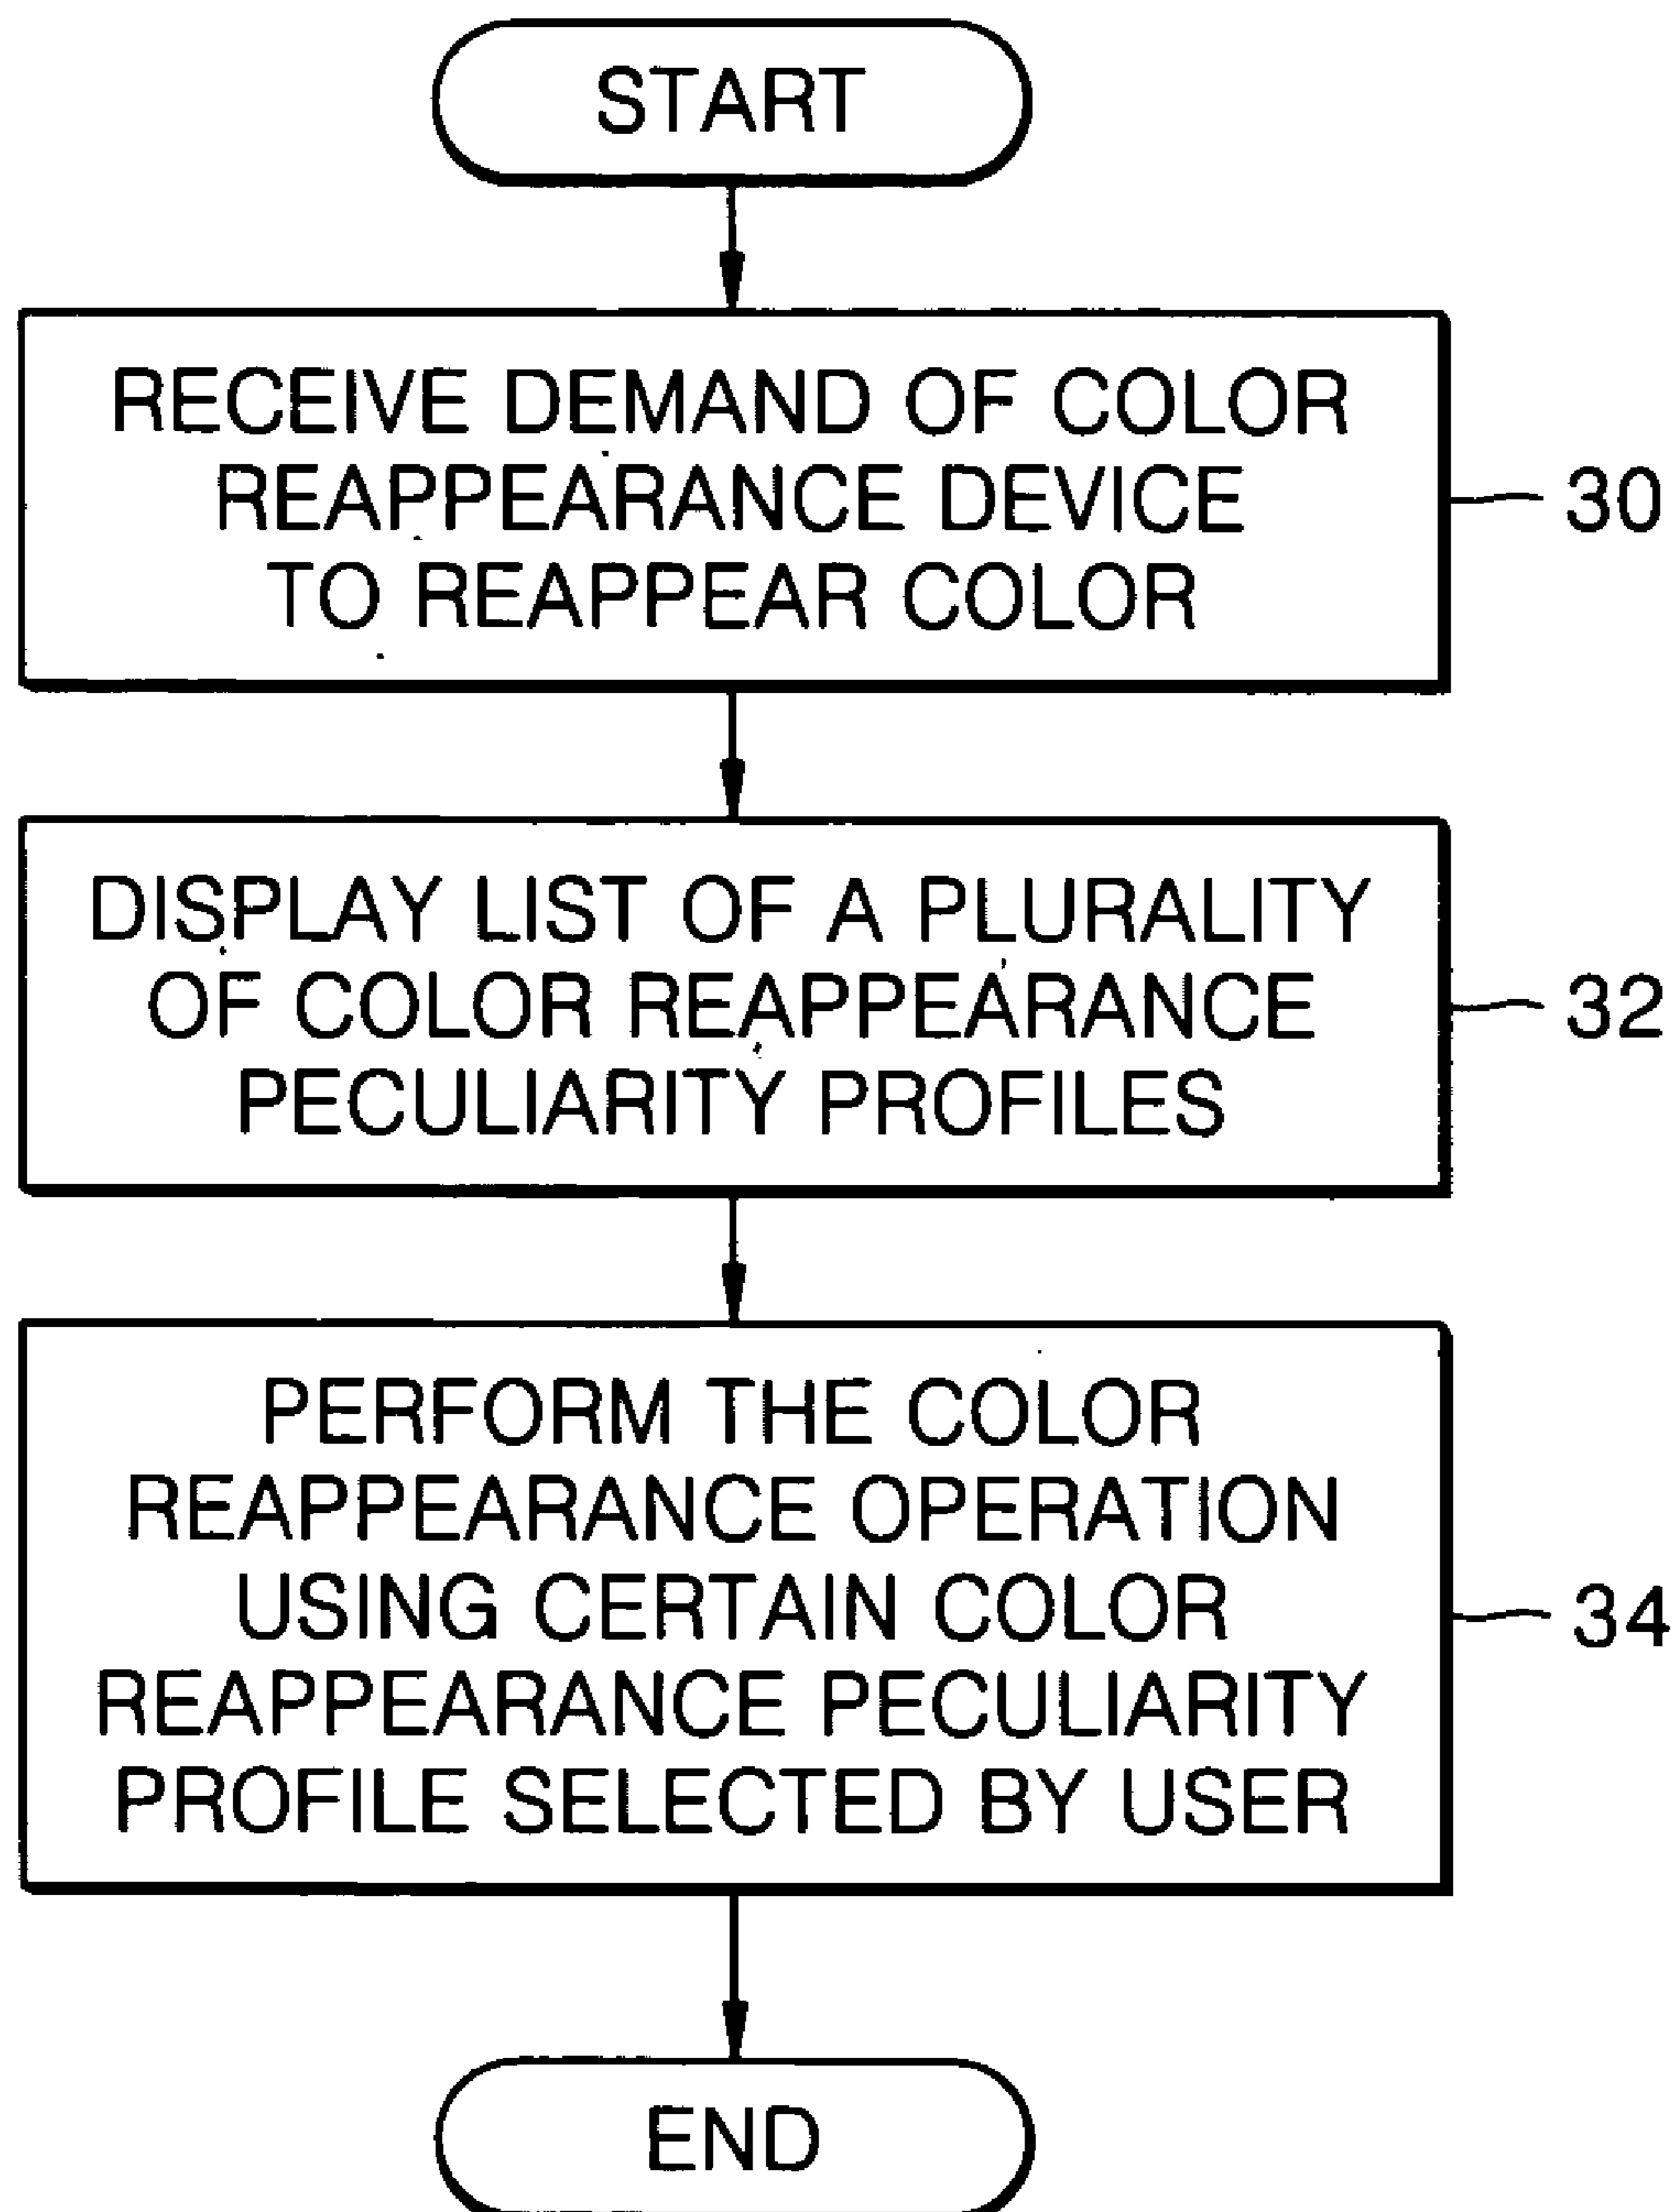 START
RECEIVE DEMAND OF COLOR
REAPPEARANCE DEVICE
TO REAPPEAR COLOR
30
DISPLAY LIST OF A PLURALITY
OF COLOR REAPPEARANCE
PECULIARITY PROFILES
32
PERFORM THE COLOR
REAPPEARANCE OPERATION
USING CERTAIN COLOR
REAPPEARANCE PECULIARITY
PROFILE SELECTED BY USER
34
END